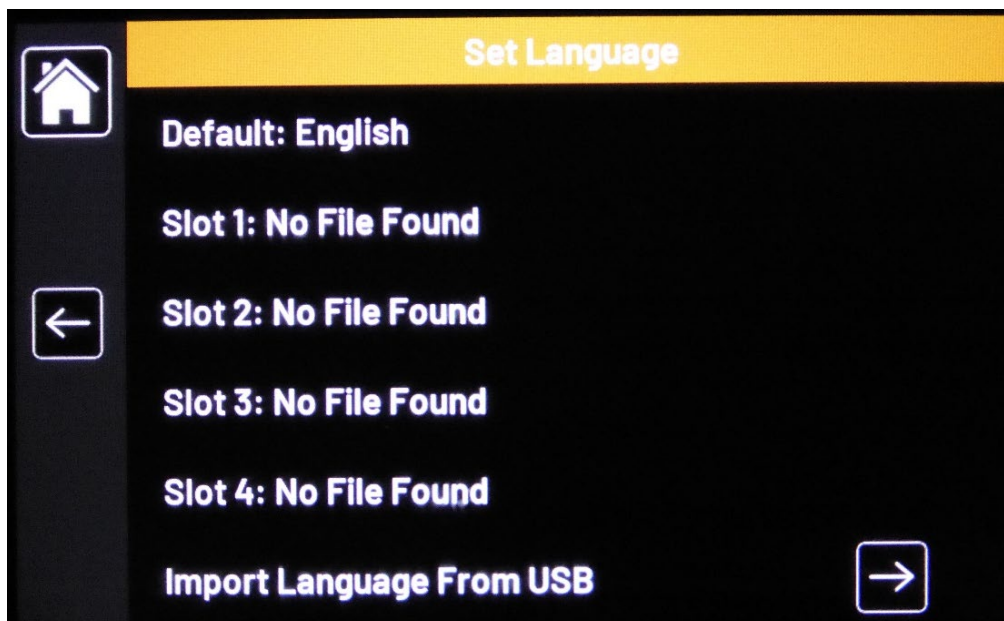 Set Language
Default: English
Slot 1: No File Found
Slot 2: No File Found
Slot 3: No File Found
Slot 4: No File Found
Import Language From USB